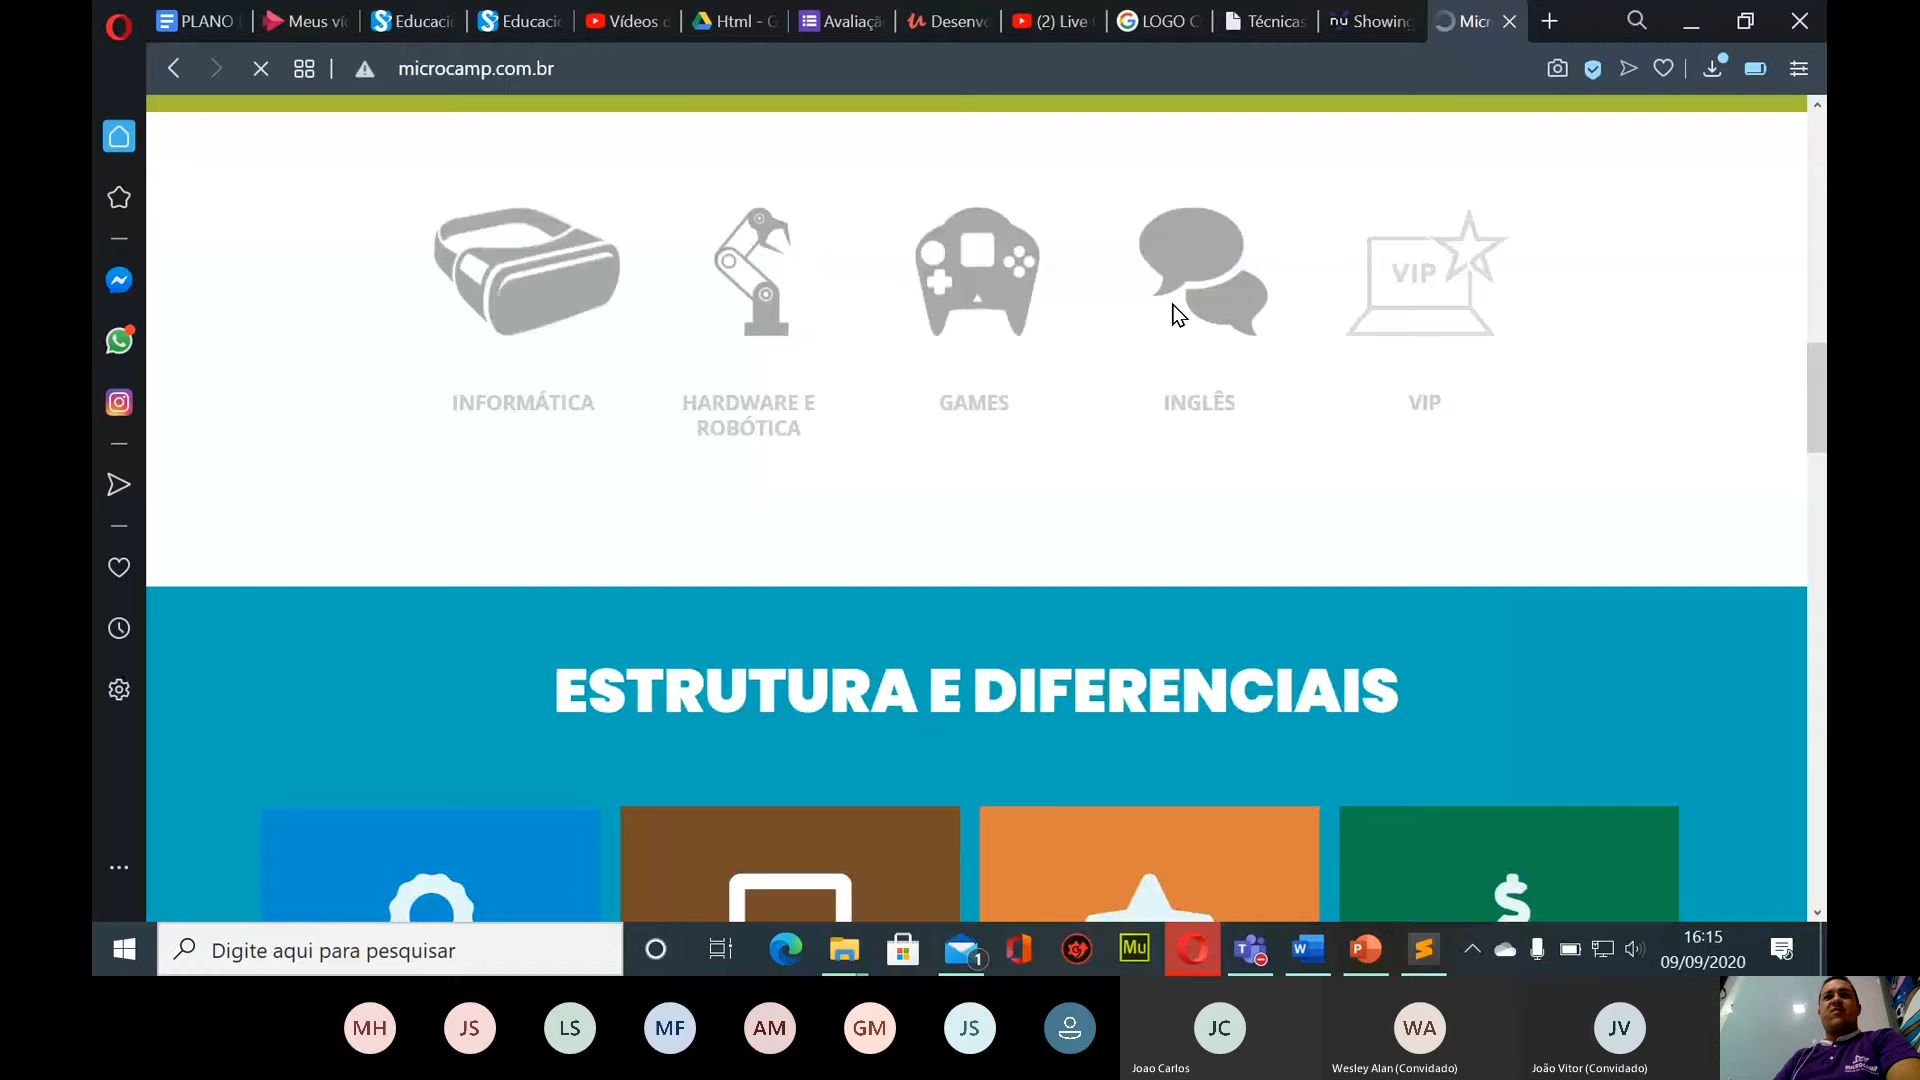 PLANO
Meus ví
Educaci
Educaci
Vídeos
Html - G
Avaliaçã
Desenv
(2) Live
LOGO C
Técnicas
Showing
Micr
microcamp.com.br
VIP
INFORMÁTICA
HARDWARE E
ROBÓTICA
GAMES
INGLÊS
VIP
ESTRUTURA E DIFERENCIAIS
$
Digite aqui para pesquisar
1
Mu
16:15
09/09/2020
MH
JS
LS
MF
AM
GM
JS
JC
WA
JV
Joao Carlos
Wesley Alan (Convidado)
João Vitor (Convidado)